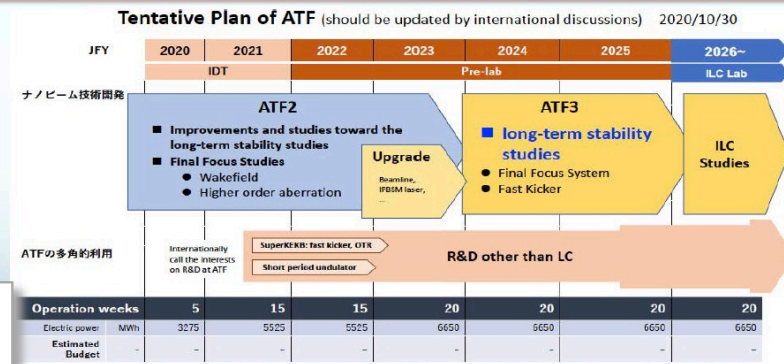 Tentative Plan of ATF (should be updated by international discussions) 2020/10/30
JFY 2020 2021 2022 2023 2024 2025 2026~
IDT Pre-lab ILC Lab
ナノビーム技術開発
ATF2
■ Improvements and studies toward the
long-term stability studies
■ Final Focus Studies
● Wakefield
● Higher order aberration
Upgrade
Beamline,
IPBSM laser,
...
ATF3
■ long-term stability
studies
● Final Focus System
● Fast Kicker
ILC
Studies
ATFの多角的利用
Internationally
call the interests
on R&D at ATF
SuperKEKB: fast kicker, OTR
Short period undulator
R&D other than LC
Operation weeks 5 15 15 20 20 20 20
Electric power MWh 3275 5525 5525 6650 6650 6650 6650
Estimated
Budget - - - - - - -